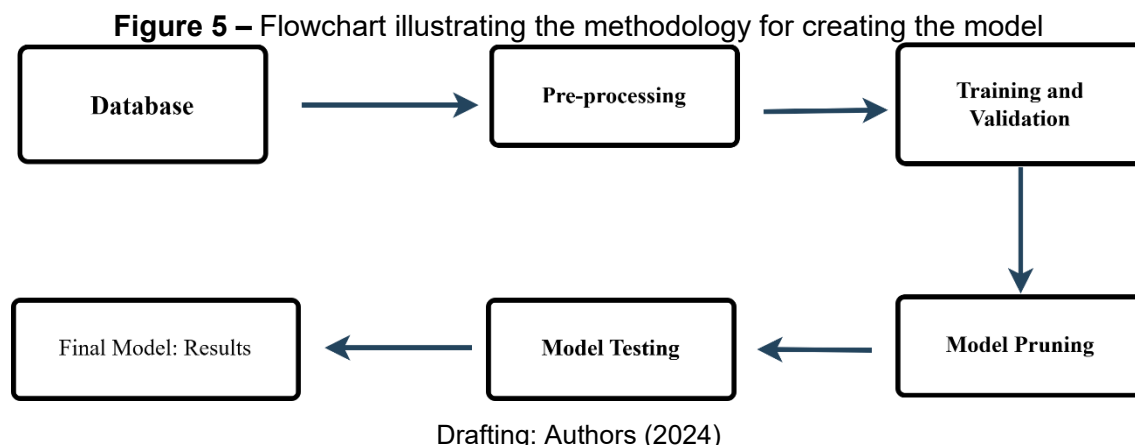 Figure 5 – Flowchart illustrating the methodology for creating the model
Database
Pre-processing
Training and
Validation
Model Pruning
Model Testing
Final Model: Results
Drafting: Authors (2024)